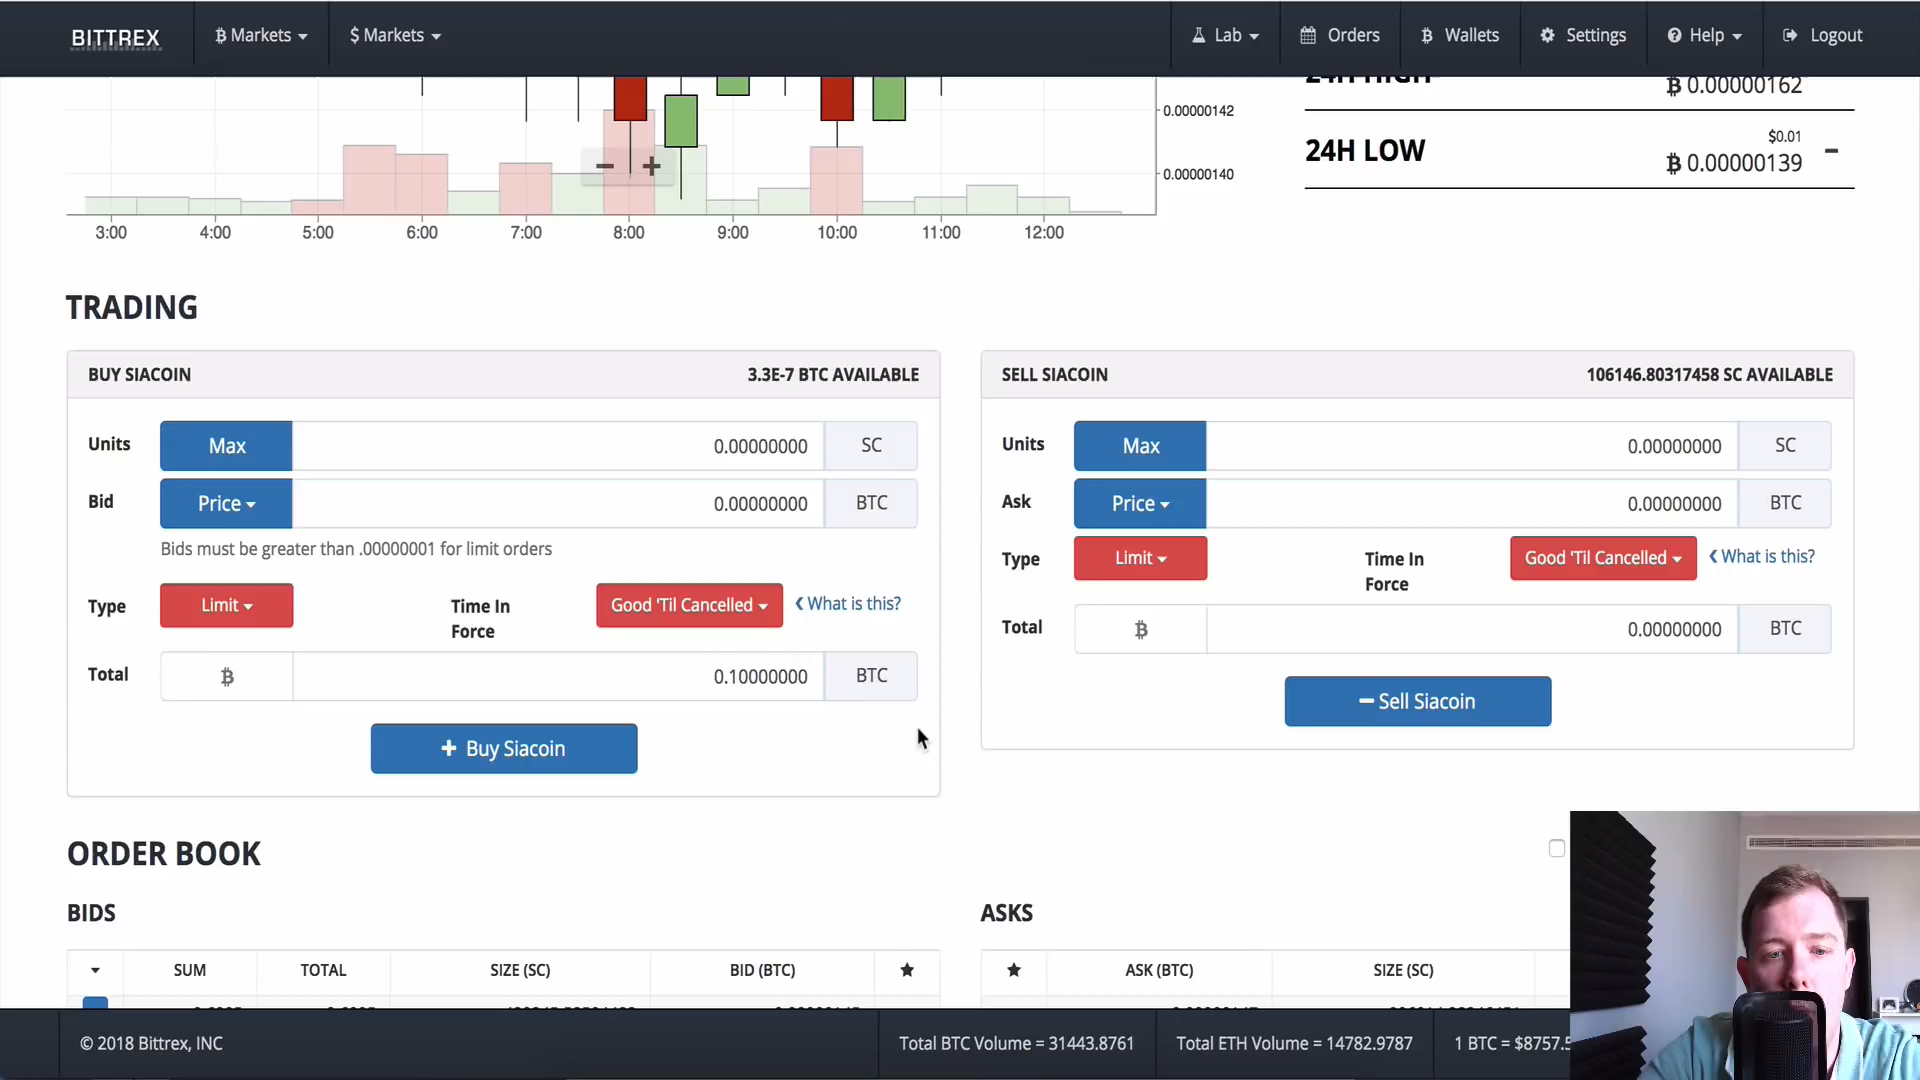 BITTREX
Ƀ Markets
$ Markets
Lab
Orders
Ƀ Wallets
Settings
Help
Logout
24H HIGH
Ƀ 0.00000162
0.00000142
0.00000140
24H LOW
$0.01
Ƀ 0.00000139
3:00 4:00 5:00 6:00 7:00 8:00 9:00 10:00 11:00 12:00
TRADING
BUY SIACOIN
3.3E-7 BTC AVAILABLE
Units
Max
0.00000000
SC
Bid
Price
0.00000000
BTC
Bids must be greater than .00000001 for limit orders
Type
Limit
Time In
Force
Good 'Til Cancelled
What is this?
Total
Ƀ
0.10000000
BTC
+ Buy Siacoin
SELL SIACOIN
106146.80317458 SC AVAILABLE
Units
Max
0.00000000
SC
Ask
Price
0.00000000
BTC
Type
Limit
Time In
Force
Good 'Til Cancelled
What is this?
Total
Ƀ
0.00000000
BTC
− Sell Siacoin
ORDER BOOK
BIDS
SUM TOTAL SIZE (SC) BID (BTC)
ASKS
ASK (BTC) SIZE (SC)
© 2018 Bittrex, INC
Total BTC Volume = 31443.8761
Total ETH Volume = 14782.9787
1 BTC = $8757.5